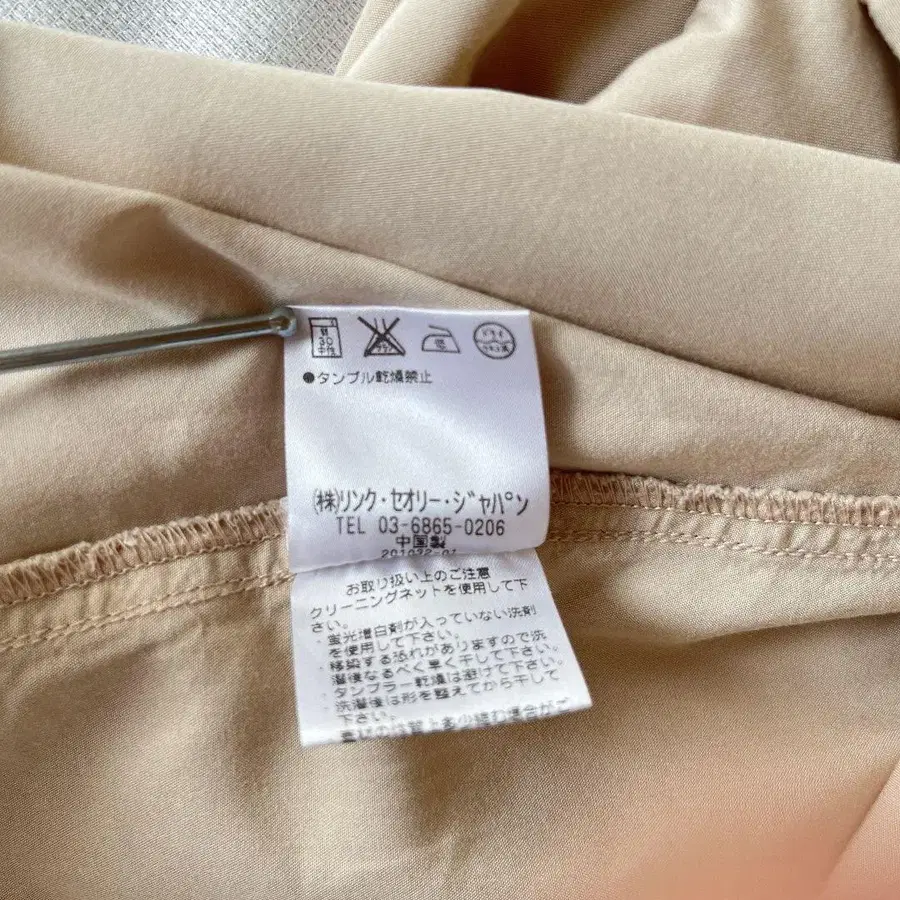 30
中性
低
ドライ
●タンブル乾燥禁止
㈱リンク・セオリー・ジャパン
TEL 03-6865-0206
中国製
お取り扱い上のご注意
クリーニングネットを使用して下
さい。
・蛍光増白剤が入っていない洗剤
を使用して下さい。
・移染する恐れがありますので洗
濯後なるべく早く干して下さい。
・タンブラー乾燥は避けて下さい。
・洗濯後は形を整えてから干して
下さい。